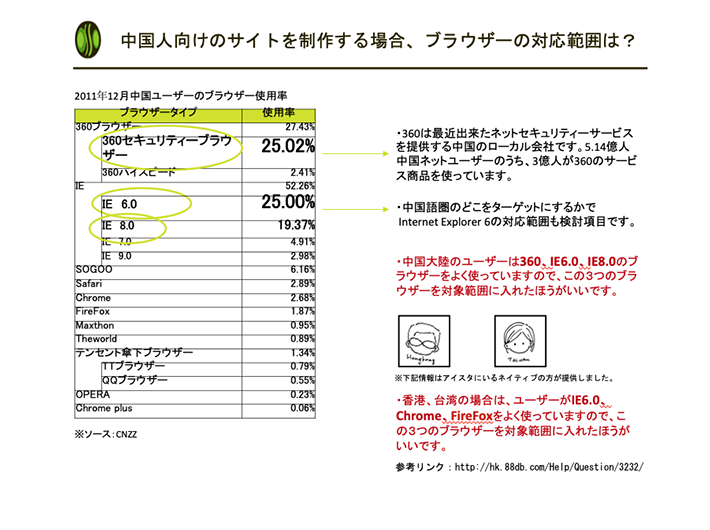 中国人向けのサイトを制作する場合、ブラウザーの対応範囲は？
2011年12月中国ユーザーのブラウザー使用率
ブラウザータイプ 使用率
360ブラウザー 27.43%
360セキュリティーブラウザー 25.02%
360ハイスピード 2.41%
IE 52.26%
IE 6.0 25.00%
IE 8.0 19.37%
IE 7.0 4.91%
IE 9.0 2.98%
SOGOO 6.16%
Safari 2.89%
Chrome 2.68%
FireFox 1.87%
Maxthon 0.95%
Theworld 0.89%
テンセント傘下ブラウザー 1.34%
TTブラウザー 0.79%
QQブラウザー 0.55%
OPERA 0.23%
Chrome plus 0.06%
※ソース：CNZZ
・360は最近出来たネットセキュリティーサービス
を提供する中国のローカル会社です。5.14億人
中国ネットユーザーのうち、3億人が360のサービ
ス商品を使っています。
・中国語圏のどこをターゲットにするかで
Internet Explorer 6の対応範囲も検討項目です。
・中国大陸のユーザーは360、IE6.0、IE8.0のブ
ラウザーをよく使っていますので、この３つのブラ
ウザーを対象範囲に入れたほうがいいです。
Hongkong
Taiwan
※下記情報はアイスタにいるネイティブの方が提供しました。
・香港、台湾の場合は、ユーザーがIE6.0、
Chrome、FireFoxをよく使っていますので、こ
の３つのブラウザーを対象範囲に入れたほうが
いいです。
参考リンク：http://hk.88db.com/Help/Question/3232/